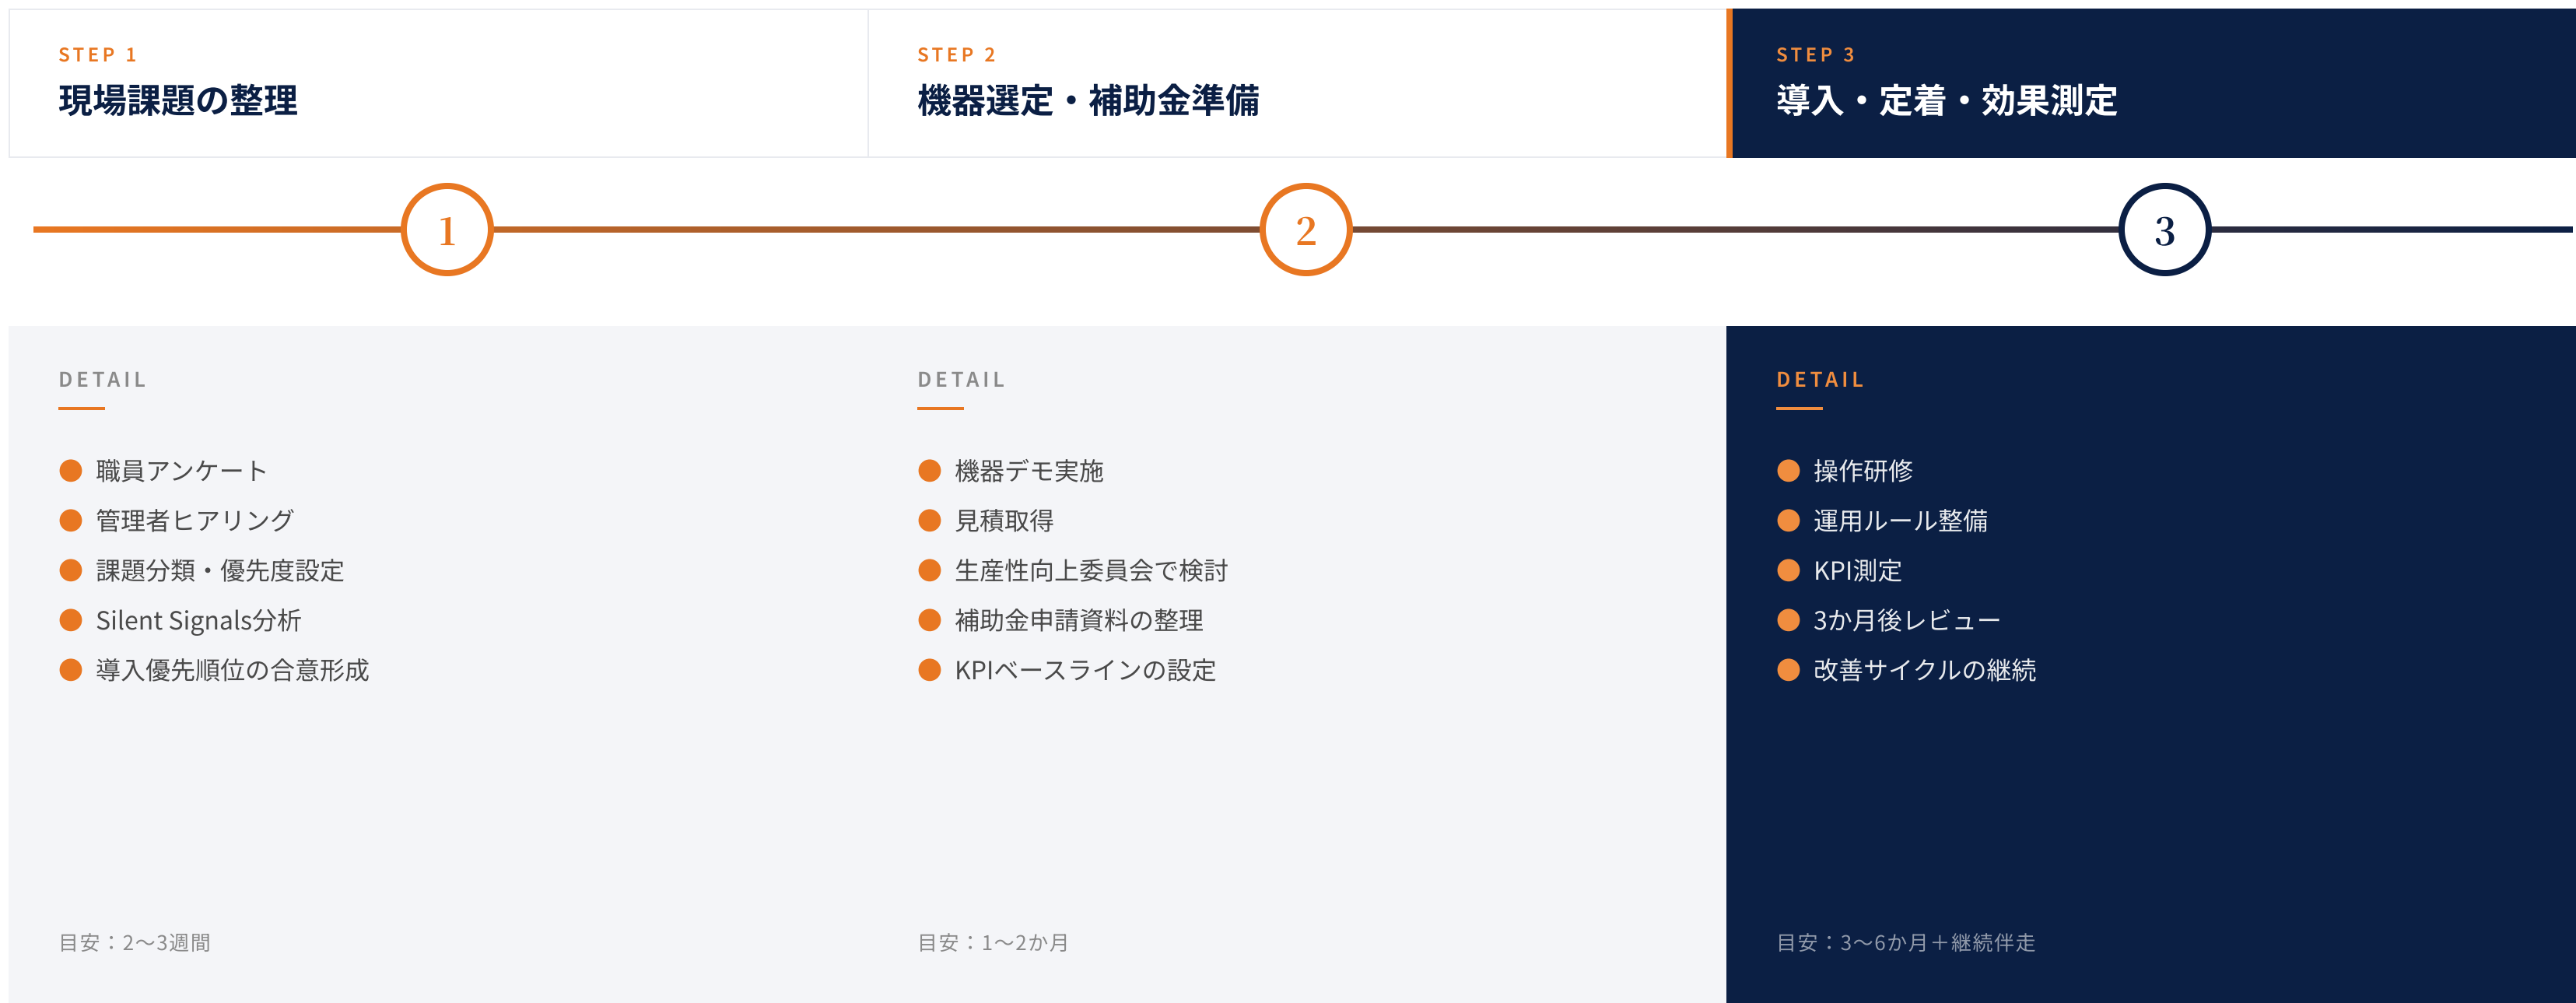 STEP 1
現場課題の整理
STEP 2
機器選定・補助金準備
STEP 3
導入・定着・効果測定
1
2
3
DETAIL
職員アンケート
管理者ヒアリング
課題分類・優先度設定
Silent Signals分析
導入優先順位の合意形成
目安：2〜3週間
DETAIL
機器デモ実施
見積取得
生産性向上委員会で検討
補助金申請資料の整理
KPIベースラインの設定
目安：1〜2か月
DETAIL
操作研修
運用ルール整備
KPI測定
3か月後レビュー
改善サイクルの継続
目安：3〜6か月＋継続伴走